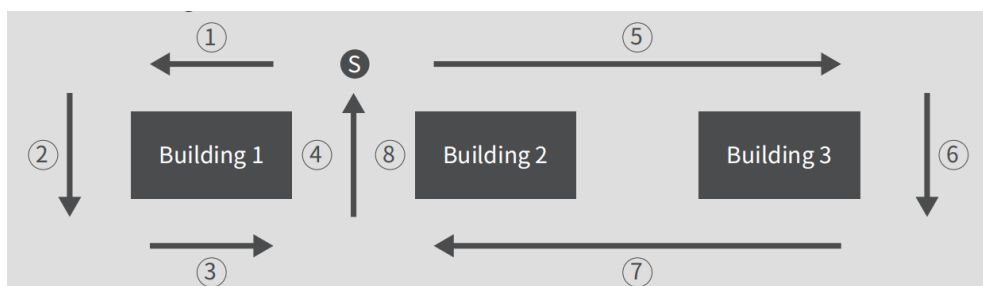 ①
⑤
S
②
Building 1
④
⑧
Building 2
Building 3
⑥
③
⑦